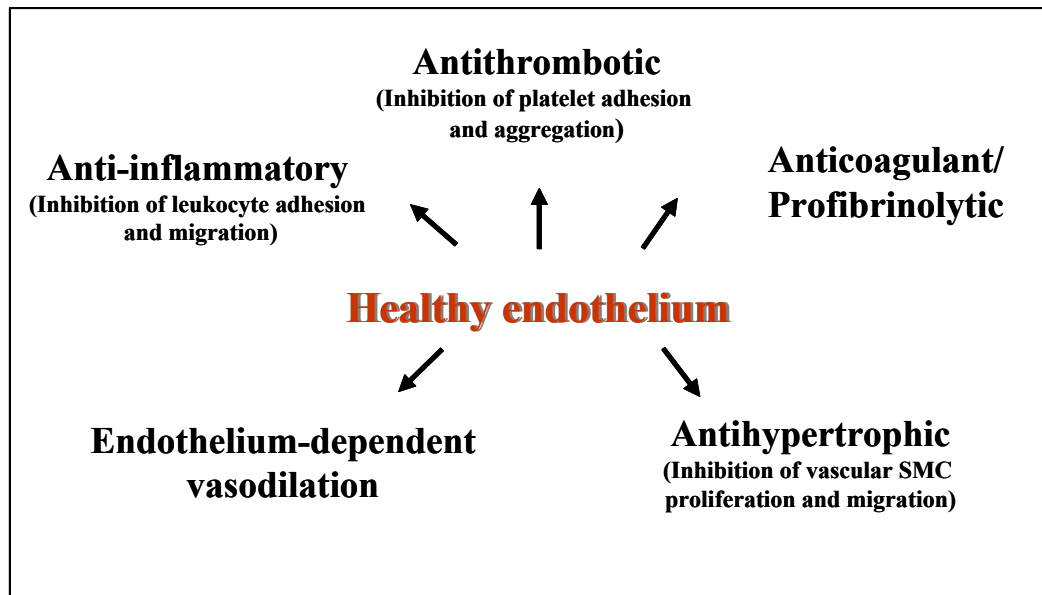 Antithrombotic
(Inhibition of platelet adhesion
and aggregation)
Anti-inflammatory
(Inhibition of leukocyte adhesion
and migration)
Anticoagulant/
Profibrinolytic
Healthy endothelium
Endothelium-dependent
vasodilation
Antihypertrophic
(Inhibition of vascular SMC
proliferation and migration)